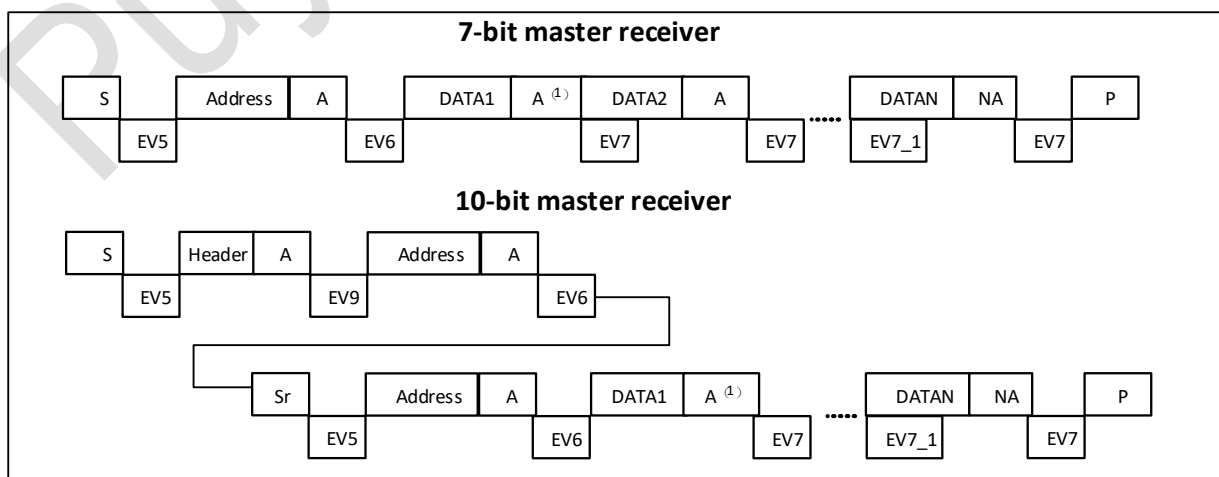 7-bit master receiver
S Address A DATA1 A (1) DATA2 A ...... DATAN NA P
EV5 EV6 EV7 EV7 EV7_1 EV7
10-bit master receiver
S Header A Address A
EV5 EV9 EV6
Sr Address A DATA1 A (1) ...... DATAN NA P
EV5 EV6 EV7 EV7_1 EV7